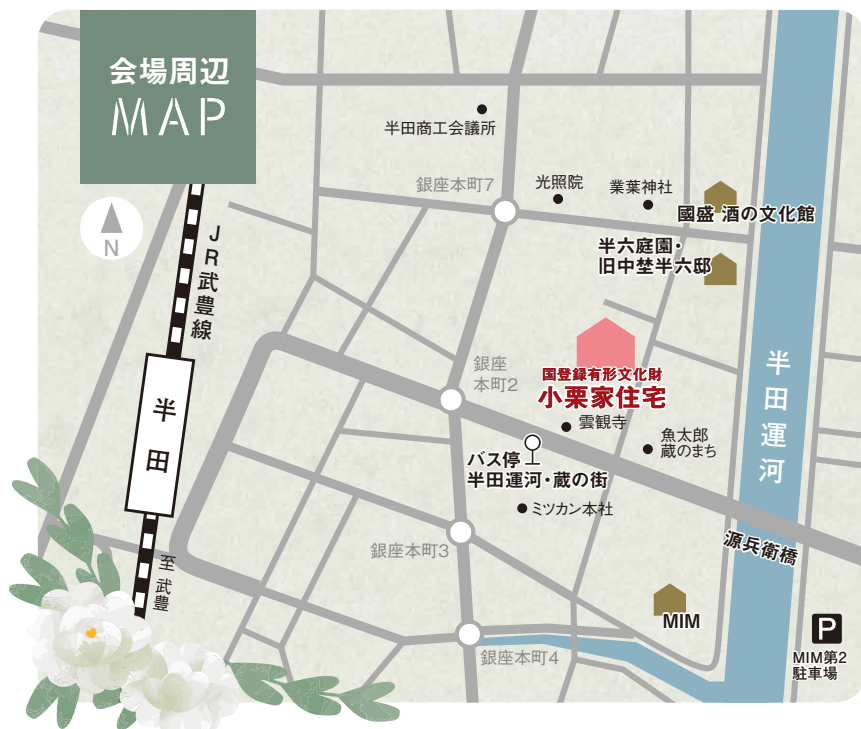 会場周辺
MAP
N
半田商工会議所
銀座本町7
光照院
業葉神社
國盛 酒の文化館
半六庭園・
旧中埜半六邸
JR武豊線
半田
至 武豊
銀座
本町2
国登録有形文化財
小栗家住宅
雲観寺
魚太郎
蔵のまち
バス停
半田運河・蔵の街
ミツカン本社
半田運河
源兵衛橋
銀座本町3
銀座本町4
MIM
P
MIM第2
駐車場